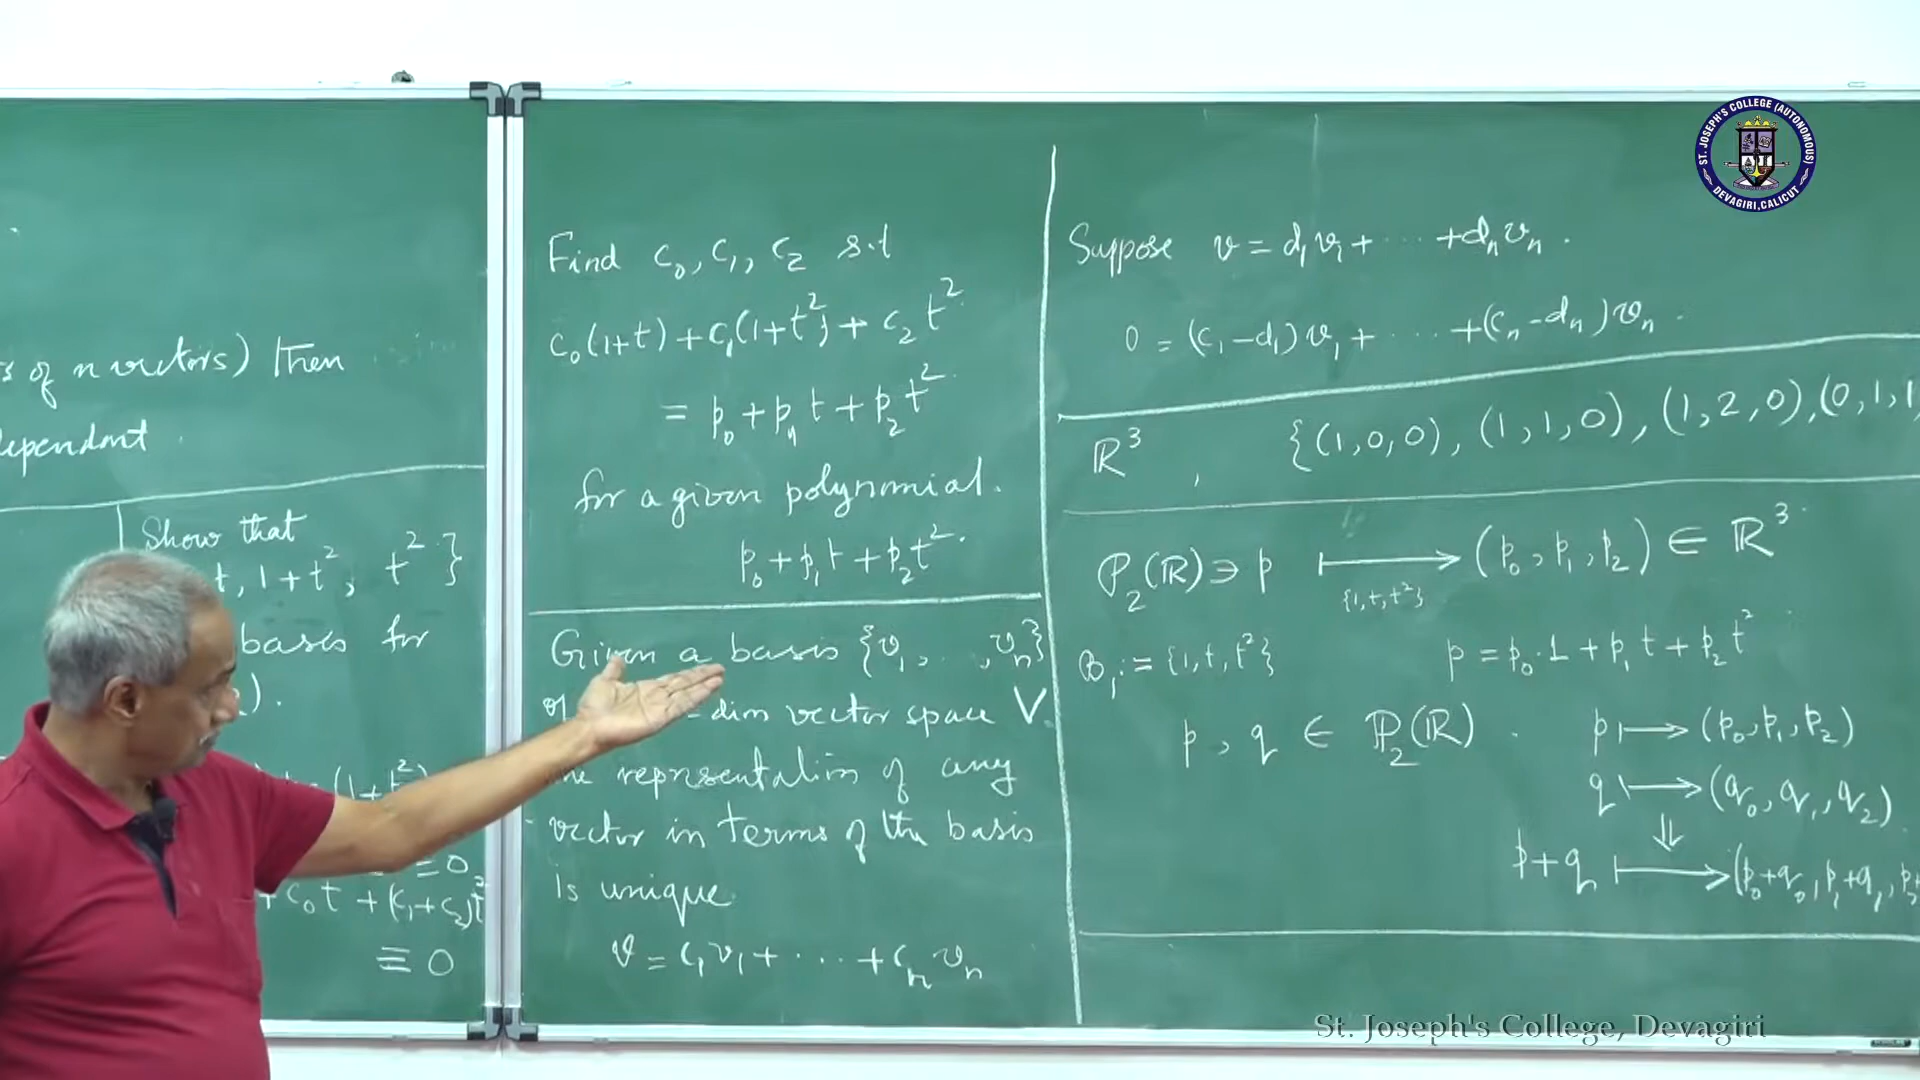 s of n vectors) Then
dependent.
Show that
t, 1+t², t²}
basis for
).
(1+t²)
≡0
+ c₀t + (c₁+c₂)t²
≡ 0
Find c₀, c₁, c₂ s.t
c₀(1+t) + c₁(1+t²) + c₂t²
= p₀ + p₁t + p₂t²
for a given polynomial.
p₀ + p₁t + p₂t².
Given a basis {v₁, . . , vₙ}
of -dim vector space V
representation of any
vector in terms of the basis
is unique
v = c₁v₁ + · · · + cₙvₙ
Suppose v = d₁v₁ + · · · + dₙvₙ .
0 = (c₁-d₁)v₁ + · · · · + (cₙ-dₙ)vₙ .
ℝ³ , {(1,0,0), (1,1,0), (1,2,0), (0,1,1
P₂(ℝ) ∋ p ⟼ (p₀, p₁, p₂) ∈ ℝ³.
{1,t,t²}
B₁ := {1,t,t²} p = p₀·1 + p₁t + p₂t²
p, q ∈ P₂(ℝ) . p ⟼ (p₀,p₁,p₂)
q ⟼ (q₀,q₁,q₂)
⇓
p+q ⟼ (p₀+q₀, p₁+q₁, p₂+
ST. JOSEPH'S COLLEGE (AUTONOMOUS)
DEVAGIRI, CALICUT
St. Joseph's College, Devagiri